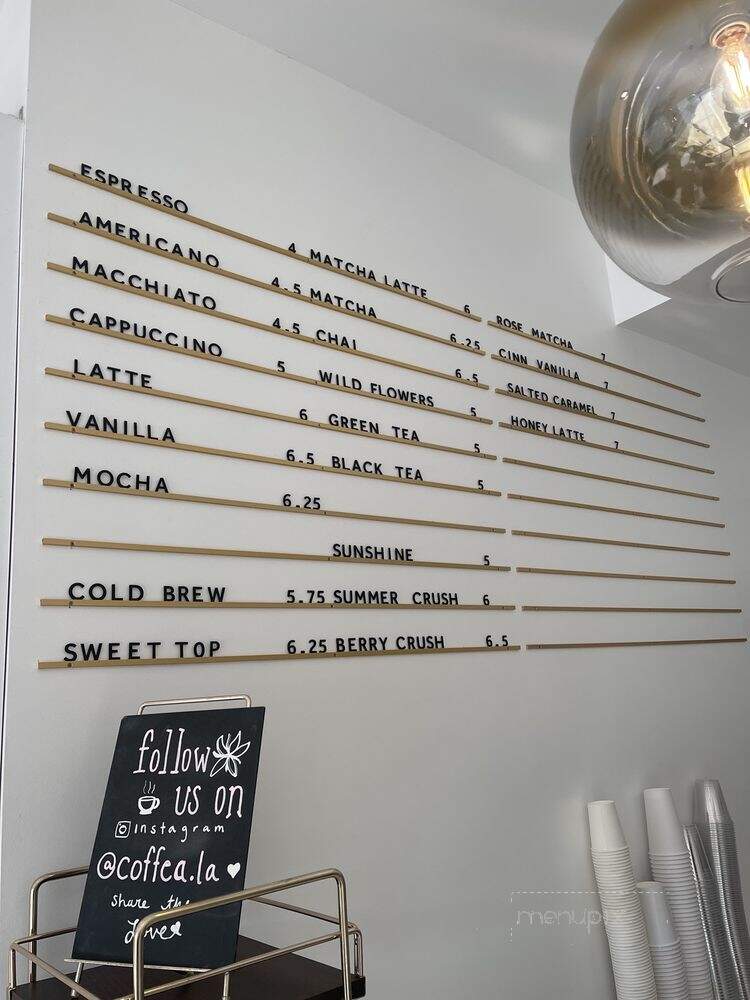 ESPRESSO 4
AMERICANO 4.5
MACCHIATO 4.5
CAPPUCCINO 5
LATTE 6
VANILLA 6.5
MOCHA 6.25
COLD BREW 5.75
SWEET TOP 6.25
MATCHA LATTE 6
MATCHA 6.25
CHAI 6.5
WILD FLOWERS 5
GREEN TEA 5
BLACK TEA 5
SUNSHINE 5
SUMMER CRUSH 6
BERRY CRUSH 6.5
ROSE MATCHA 7
CINN VANILLA 7
SALTED CARAMEL 7
HONEY LATTE 7
follow
us on
instagram
@coffea.la
share the
love